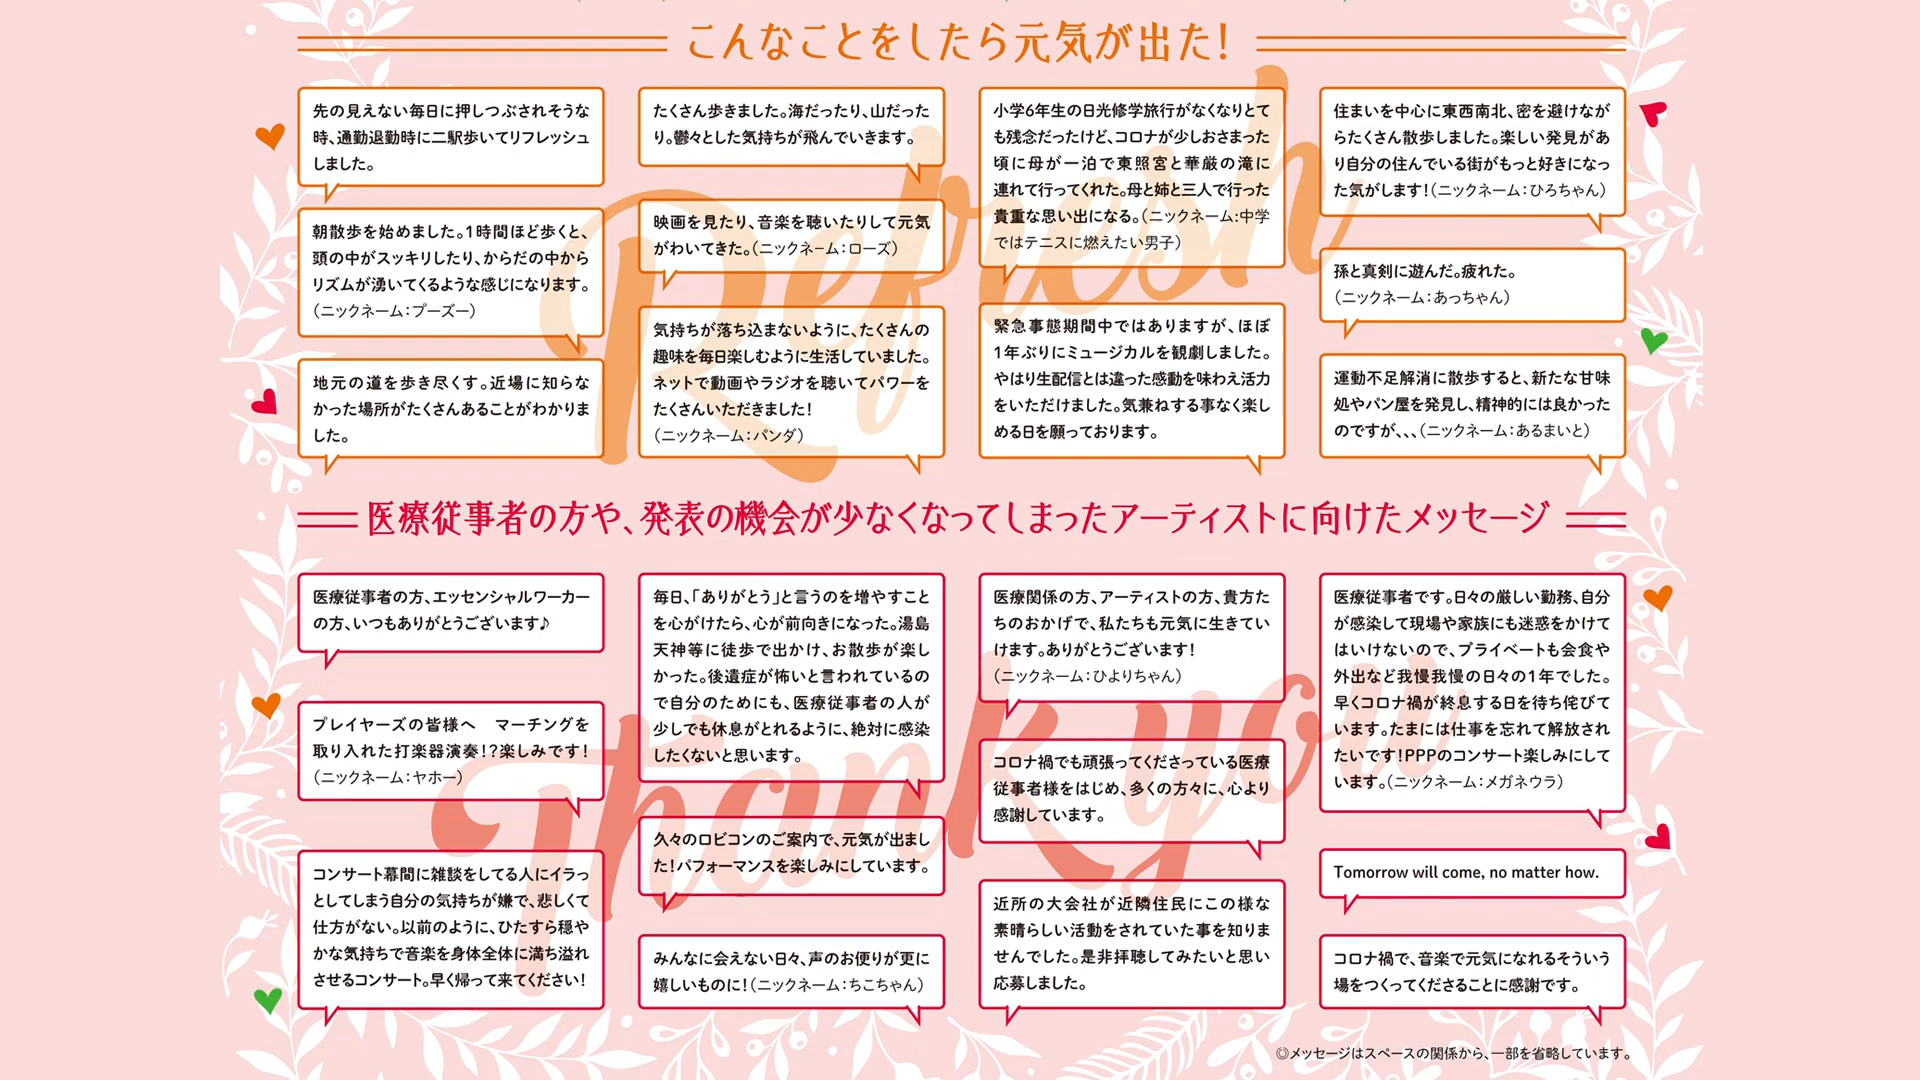 こんなことをしたら元気が出た!
先の見えない毎日に押しつぶされそうな
時、通勤退勤時に二駅歩いてリフレッシュ
しました。
朝散歩を始めました。1時間ほど歩くと、
頭の中がスッキリしたり、からだの中から
リズムが湧いてくるような感じになります。
(ニックネーム:プーズー)
地元の道を歩き尽くす。近場に知らな
かった場所がたくさんあることがわかりま
した。
たくさん歩きました。海だったり、山だった
り。鬱々とした気持ちが飛んでいきます。
映画を見たり、音楽を聴いたりして元気
がわいてきた。(ニックネーム:ローズ)
気持ちが落ち込まないように、たくさんの
趣味を毎日楽しむように生活していました。
ネットで動画やラジオを聴いてパワーを
たくさんいただきました!
(ニックネーム:パンダ)
小学6年生の日光修学旅行がなくなりとて
も残念だったけど、コロナが少しおさまった
頃に母が一泊で東照宮と華厳の滝に
連れて行ってくれた。母と姉と三人で行った
貴重な思い出になる。(ニックネーム:中学
ではテニスに燃えたい男子)
緊急事態期間中ではありますが、ほぼ
1年ぶりにミュージカルを観劇しました。
やはり生配信とは違った感動を味わえ活力
をいただけました。気兼ねする事なく楽し
める日を願っております。
住まいを中心に東西南北、密を避けなが
らたくさん散歩しました。楽しい発見があ
り自分の住んでいる街がもっと好きになっ
た気がします!(ニックネーム:ひろちゃん)
孫と真剣に遊んだ。疲れた。
(ニックネーム:あっちゃん)
運動不足解消に散歩すると、新たな甘味
処やパン屋を発見し、精神的には良かった
のですが、、、(ニックネーム:あるまいと)
Refresh
医療従事者の方や、発表の機会が少なくなってしまったアーティストに向けたメッセージ
医療従事者の方、エッセンシャルワーカー
の方、いつもありがとうございます♪
プレイヤーズの皆様へ　マーチングを
取り入れた打楽器演奏!?楽しみです!
(ニックネーム:ヤホー)
コンサート幕間に雑談をしてる人にイラっ
としてしまう自分の気持ちが嫌で、悲しくて
仕方がない。以前のように、ひたすら穏や
かな気持ちで音楽を身体全体に満ち溢れ
させるコンサート。早く帰って来てください!
毎日、「ありがとう」と言うのを増やすこと
を心がけたら、心が前向きになった。湯島
天神等に徒歩で出かけ、お散歩が楽し
かった。後遺症が怖いと言われているの
で自分のためにも、医療従事者の人が
少しでも休息がとれるように、絶対に感染
したくないと思います。
久々のロビコンのご案内で、元気が出まし
た!パフォーマンスを楽しみにしています。
みんなに会えない日々、声のお便りが更に
嬉しいものに!(ニックネーム:ちこちゃん)
医療関係の方、アーティストの方、貴方た
ちのおかげで、私たちも元気に生きてい
けます。ありがとうございます!
(ニックネーム:ひよりちゃん)
コロナ禍でも頑張ってくださっている医療
従事者様をはじめ、多くの方々に、心より
感謝しています。
近所の大会社が近隣住民にこの様な
素晴らしい活動をされていた事を知りま
せんでした。是非拝聴してみたいと思い
応募しました。
医療従事者です。日々の厳しい勤務、自分
が感染して現場や家族にも迷惑をかけて
はいけないので、プライベートも会食や
外出など我慢我慢の日々の1年でした。
早くコロナ禍が終息する日を待ち侘びて
います。たまには仕事を忘れて解放され
たいです!PPPのコンサート楽しみにして
います。(ニックネーム:メガネウラ)
Tomorrow will come, no matter how.
コロナ禍で、音楽で元気になれるそういう
場をつくってくださることに感謝です。
Thank you
◎メッセージはスペースの関係から、一部を省略しています。